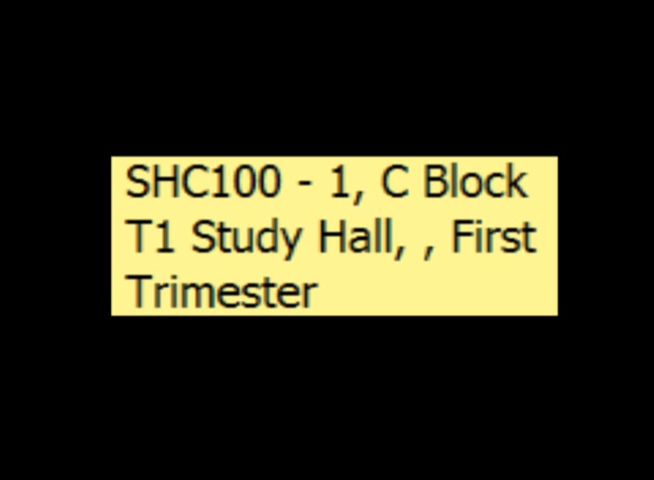 SHC100 - 1, C Block
T1 Study Hall, , First
Trimester